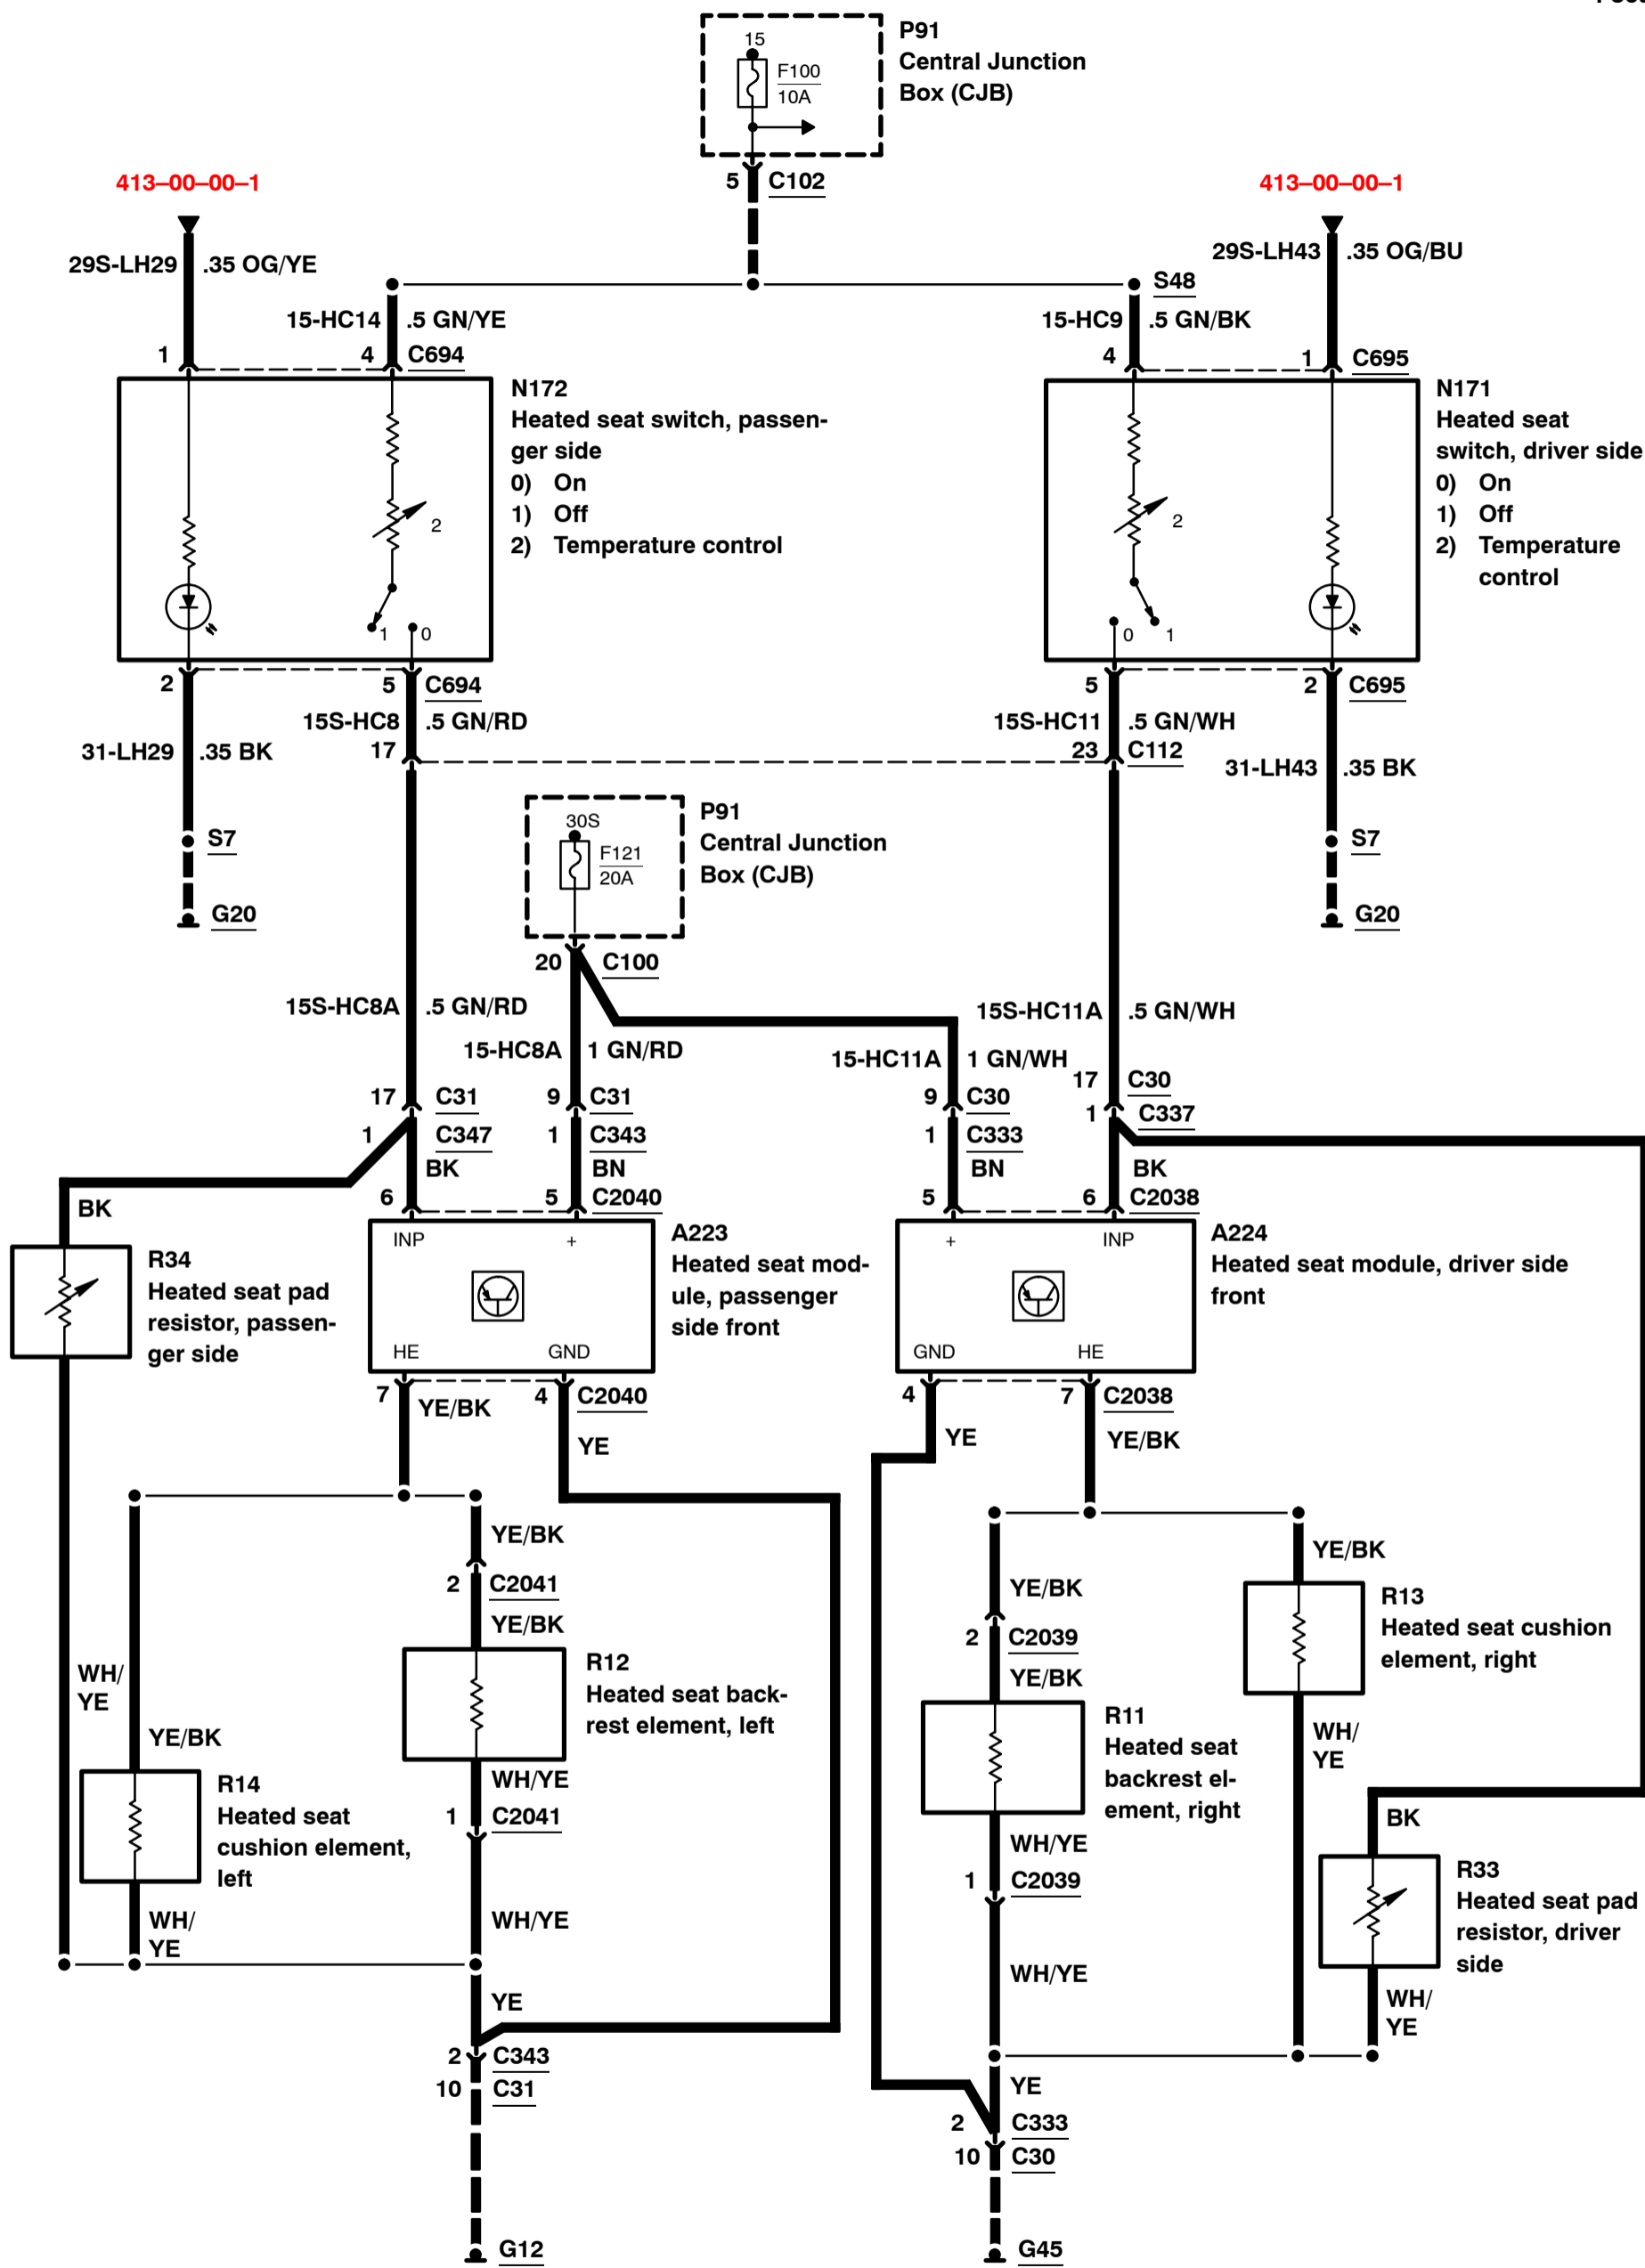 15
F100
10A
P91
Central Junction
Box (CJB)
5 C102
413–00–00–1
413–00–00–1
29S-LH29 .35 OG/YE
29S-LH43 .35 OG/BU
S48
15-HC14 .5 GN/YE
15-HC9 .5 GN/BK
1 4 C694
4 1 C695
N172
Heated seat switch, passen-
ger side
0) On
1) Off
2) Temperature control
2
1 0
N171
Heated seat
switch, driver side
0) On
1) Off
2) Temperature
control
2
0 1
2 5 C694
5 2 C695
15S-HC8 .5 GN/RD
15S-HC11 .5 GN/WH
17
23 C112
31-LH29 .35 BK
31-LH43 .35 BK
30S
F121
20A
P91
Central Junction
Box (CJB)
S7
S7
G20
G20
20 C100
15S-HC8A .5 GN/RD
15S-HC11A .5 GN/WH
15-HC8A 1 GN/RD
15-HC11A 1 GN/WH
17 C31
9 C31
9 C30
17 C30
1 C347
1 C343
1 C333
1 C337
BK
BN
BN
BK
6 5 C2040
5 6 C2038
BK
INP +
+ INP
A223
Heated seat mod-
ule, passenger
side front
A224
Heated seat module, driver side
front
R34
Heated seat pad
resistor, passen-
ger side
HE GND
GND HE
7 YE/BK
4 C2040
YE
4 YE
7 C2038
YE/BK
YE/BK
2 C2041
YE/BK
YE/BK
2 C2039
YE/BK
YE/BK
R13
Heated seat cushion
element, right
R12
Heated seat back-
rest element, left
WH/
YE
YE/BK
R11
Heated seat
backrest el-
ement, right
WH/
YE
R14
Heated seat
cushion element,
left
WH/YE
1 C2041
WH/YE
1 C2039
BK
R33
Heated seat pad
resistor, driver
side
WH/
YE
WH/YE
WH/YE
WH/
YE
YE
2 C343
10 C31
YE
2 C333
10 C30
G12
G45